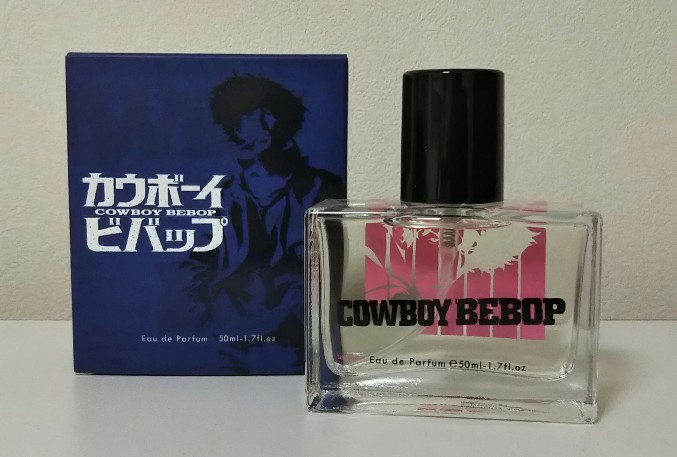 カウボーイ
COWBOY BEBOP
ビバップ
Eau de Parfum 50ml-1.7fl.oz
COWBOY BEBOP
Eau de Parfum ℮50ml-1.7fl.oz